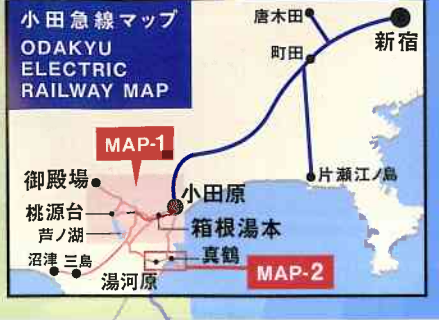 小田急線マップ
ODAKYU
ELECTRIC
RAILWAY MAP
唐木田
新宿
町田
MAP-1
御殿場
小田原
片瀬江ノ島
桃源台
箱根湯本
芦ノ湖
真鶴
沼津
三島
湯河原
MAP-2